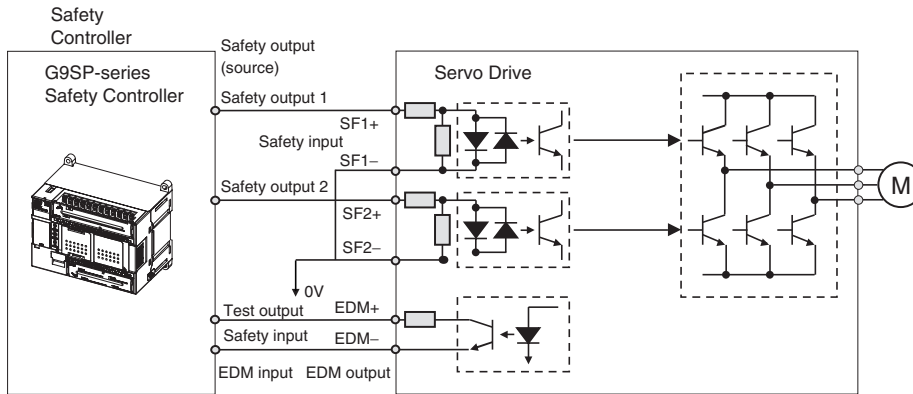 Safety
Controller
G9SP-series
Safety Controller
Safety output
(source)
Servo Drive
Safety output 1
SF1+
Safety input
SF1–
Safety output 2
SF2+
SF2–
0V
Test output
EDM+
Safety input
EDM–
EDM input
EDM output
M